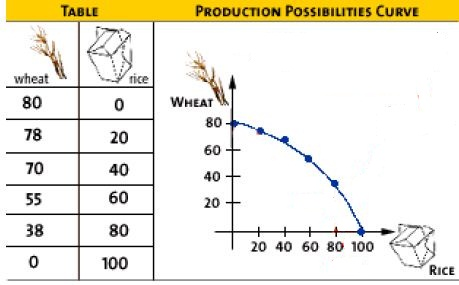 TABLE
PRODUCTION POSSIBILITIES CURVE
wheat rice
80 0
78 20
70 40
55 60
38 80
0 100
WHEAT
80
60
40
20
20 40 60 80 100
RICE